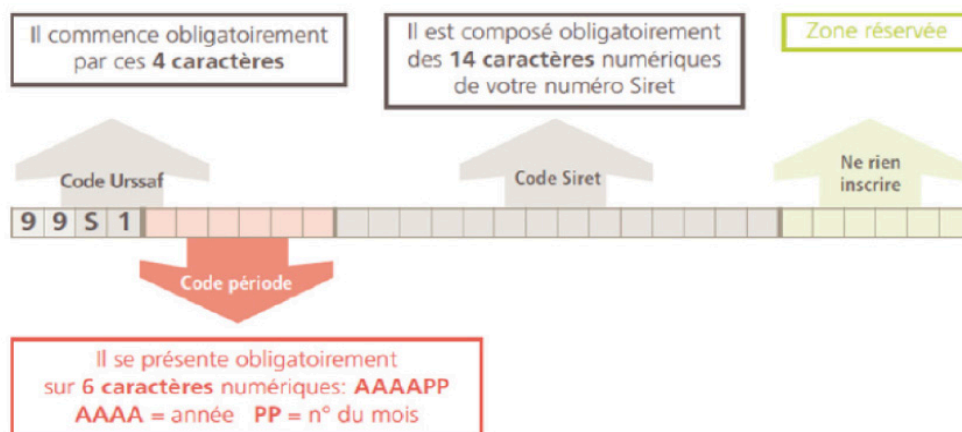 Il commence obligatoirement
par ces 4 caractères
Il est composé obligatoirement
des 14 caractères numériques
de votre numéro Siret
Zone réservée
Code Urssaf
Code Siret
Ne rien
inscrire
9 9 S 1
Code période
Il se présente obligatoirement
sur 6 caractères numériques: AAAAPP
AAAA = année PP = n° du mois